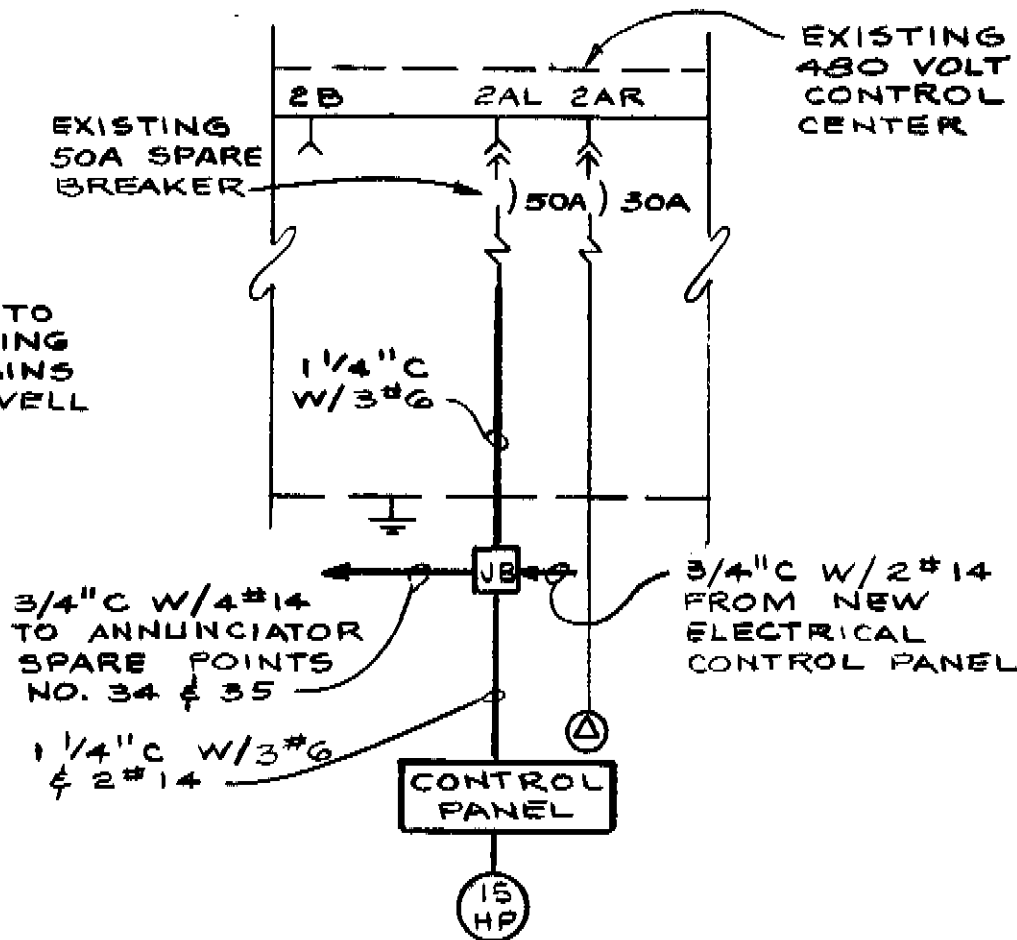 EXISTING
480 VOLT
CONTROL
CENTER
2B 2AL 2AR
EXISTING
50A SPARE
BREAKER
50A 30A
TO
ING
INS
VELL
1 1/4"C
W/3#6
JB
3/4"C W/4#14
TO ANNUNCIATOR
SPARE POINTS
NO. 34 & 35
3/4"C W/2#14
FROM NEW
ELECTRICAL
CONTROL PANEL
1 1/4"C W/3#6
& 2#14
CONTROL
PANEL
15
HP